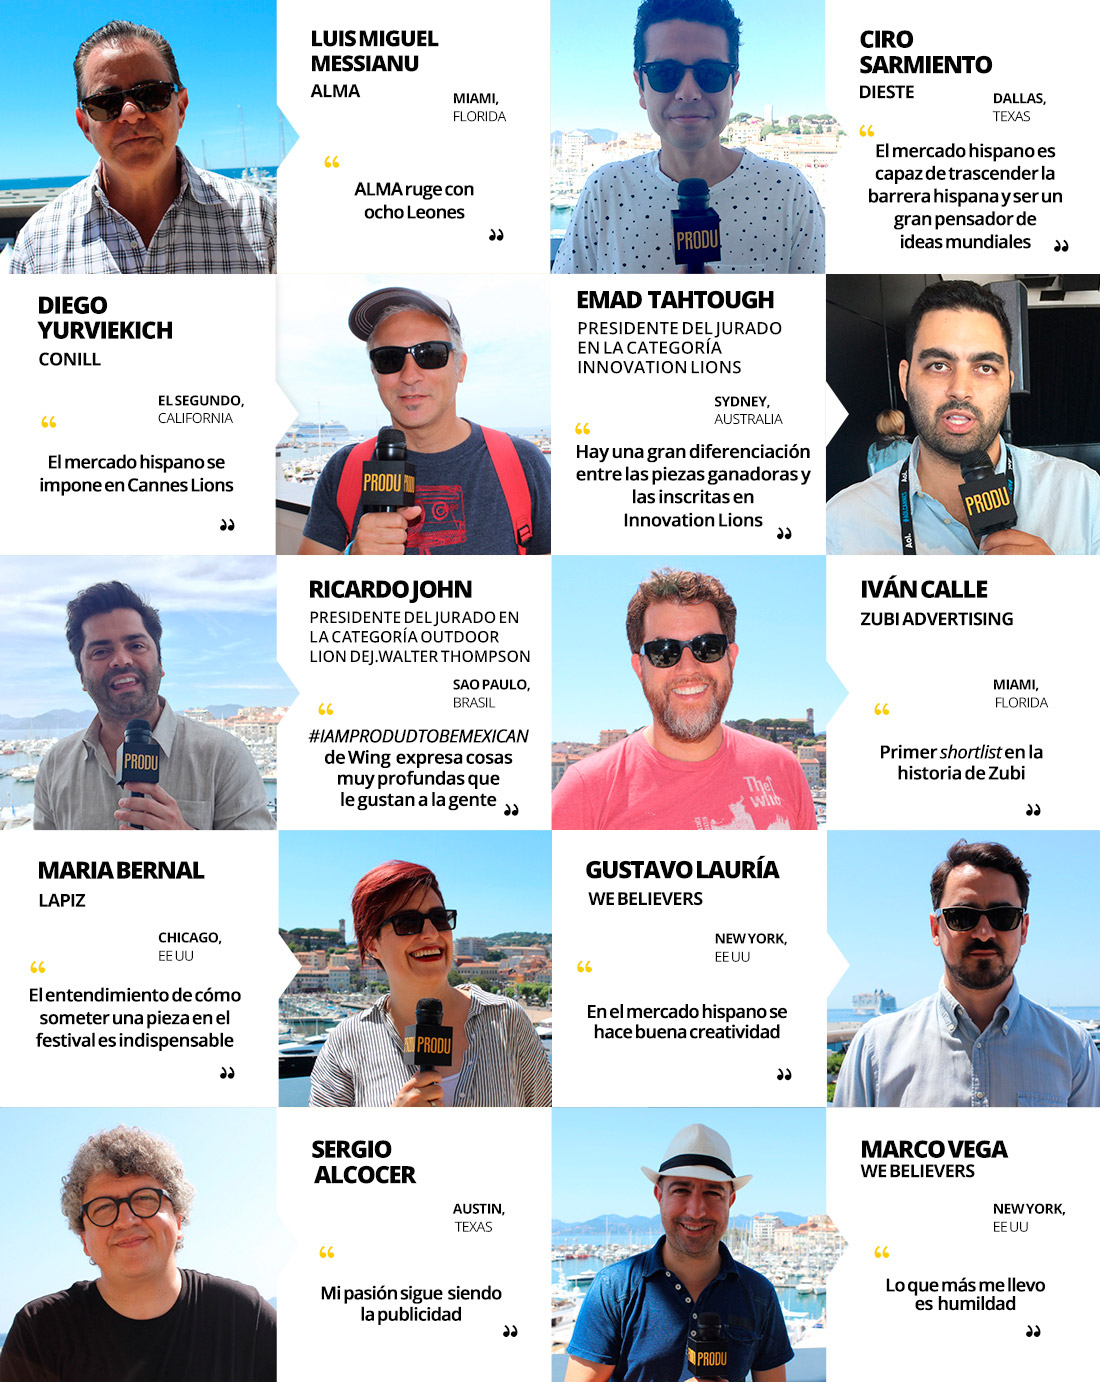 LUIS MIGUEL
MESSIANU
ALMA
MIAMI,
FLORIDA
“
ALMA ruge con
ocho Leones
”
CIRO
SARMIENTO
DIESTE
DALLAS,
TEXAS
“
El mercado hispano es
capaz de trascender la
barrera hispana y ser un
gran pensador de
ideas mundiales
”
PRODU
DIEGO
YURVIEKICH
CONILL
EL SEGUNDO,
CALIFORNIA
“
El mercado hispano se
impone en Cannes Lions
”
PRODU
EMAD TAHTOUGH
PRESIDENTE DEL JURADO
EN LA CATEGORÍA
INNOVATION LIONS
SYDNEY,
AUSTRALIA
“
Hay una gran diferenciación
entre las piezas ganadoras y
las inscritas en
Innovation Lions
”
PRODU
Aol.
#AOLCANNES
Aol.
RICARDO JOHN
PRESIDENTE DEL JURADO EN
LA CATEGORÍA OUTDOOR
LION DE J.WALTER THOMPSON
SAO PAULO,
BRASIL
“
#IAMPRODUDTOBEMEXICAN
de Wing expresa cosas
muy profundas que
le gustan a la gente
”
PRODU
The
who
IVÁN CALLE
ZUBI ADVERTISING
MIAMI,
FLORIDA
“
Primer shortlist en la
historia de Zubi
”
MARIA BERNAL
LAPIZ
CHICAGO,
EE UU
“
El entendimiento de cómo
someter una pieza en el
festival es indispensable
”
PRODU
GUSTAVO LAURÍA
WE BELIEVERS
NEW YORK,
EE UU
“
En el mercado hispano se
hace buena creatividad
”
SERGIO
ALCOCER
AUSTIN,
TEXAS
“
Mi pasión sigue siendo
la publicidad
”
PRODU
MARCO VEGA
WE BELIEVERS
NEW YORK,
EE UU
“
Lo que más me llevo
es humildad
”